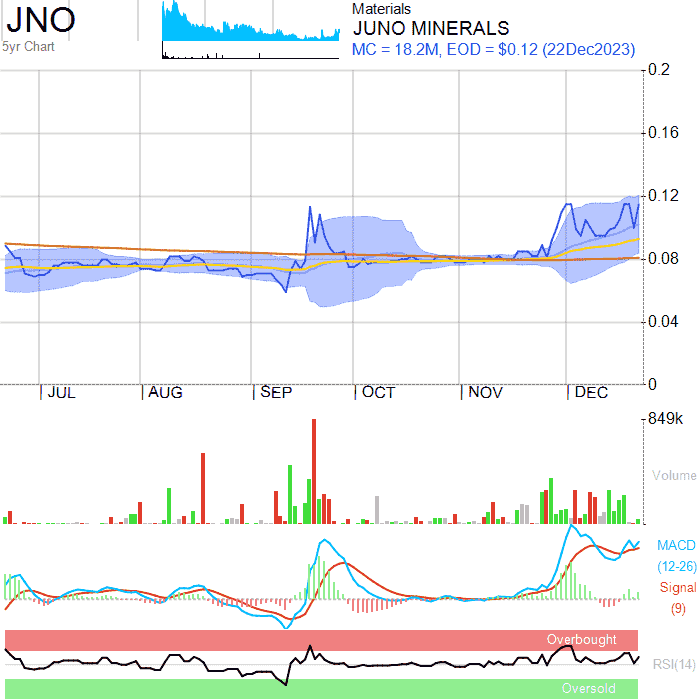 JNO
5yr Chart
Materials
JUNO MINERALS
MC = 18.2M, EOD = $0.12 (22Dec2023)
0.2
0.16
0.12
0.08
0.04
0
JUL AUG SEP OCT NOV DEC
849k
Volume
MACD
(12-26)
Signal
(9)
Overbought
RSI(14)
Oversold